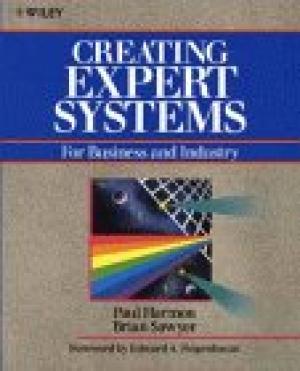 WILEY
CREATING
EXPERT
SYSTEMS
For Business and Industry
Paul Harmon
Brian Sawyer
Foreword by Edward A. Feigenbaum